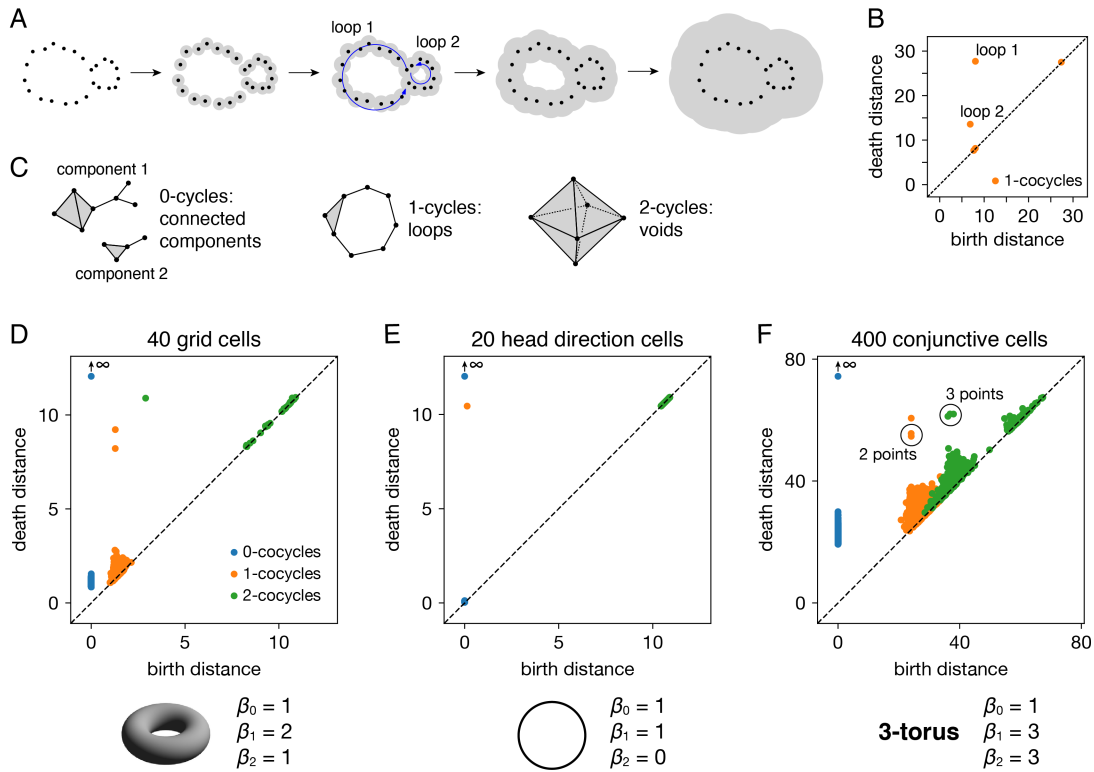 A
loop 1
loop 2
B
death distance
30
20
10
0
loop 1
loop 2
1-cocycles
0
10
20
30
birth distance
C
component 1
component 2
0-cycles:
connected
components
1-cycles:
loops
2-cycles:
voids
D
40 grid cells
∞
death distance
10
5
0
0-cocycles
1-cocycles
2-cocycles
0
5
10
birth distance
β0 = 1
β1 = 2
β2 = 1
E
20 head direction cells
∞
death distance
10
5
0
0
5
10
birth distance
β0 = 1
β1 = 1
β2 = 0
F
400 conjunctive cells
∞
death distance
80
40
0
3 points
2 points
0
40
80
birth distance
3-torus
β0 = 1
β1 = 3
β2 = 3